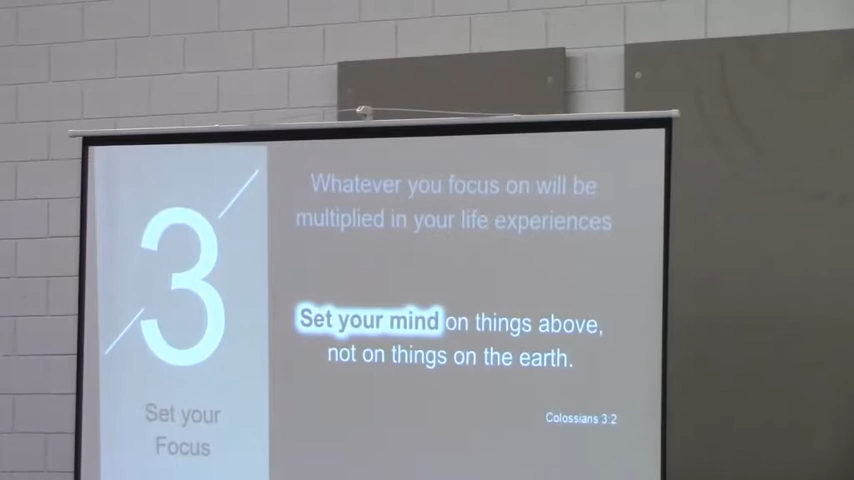 3
Set your
Focus
Whatever you focus on will be
multiplied in your life experiences
Set your mind on things above,
not on things on the earth.
Colossians 3:2